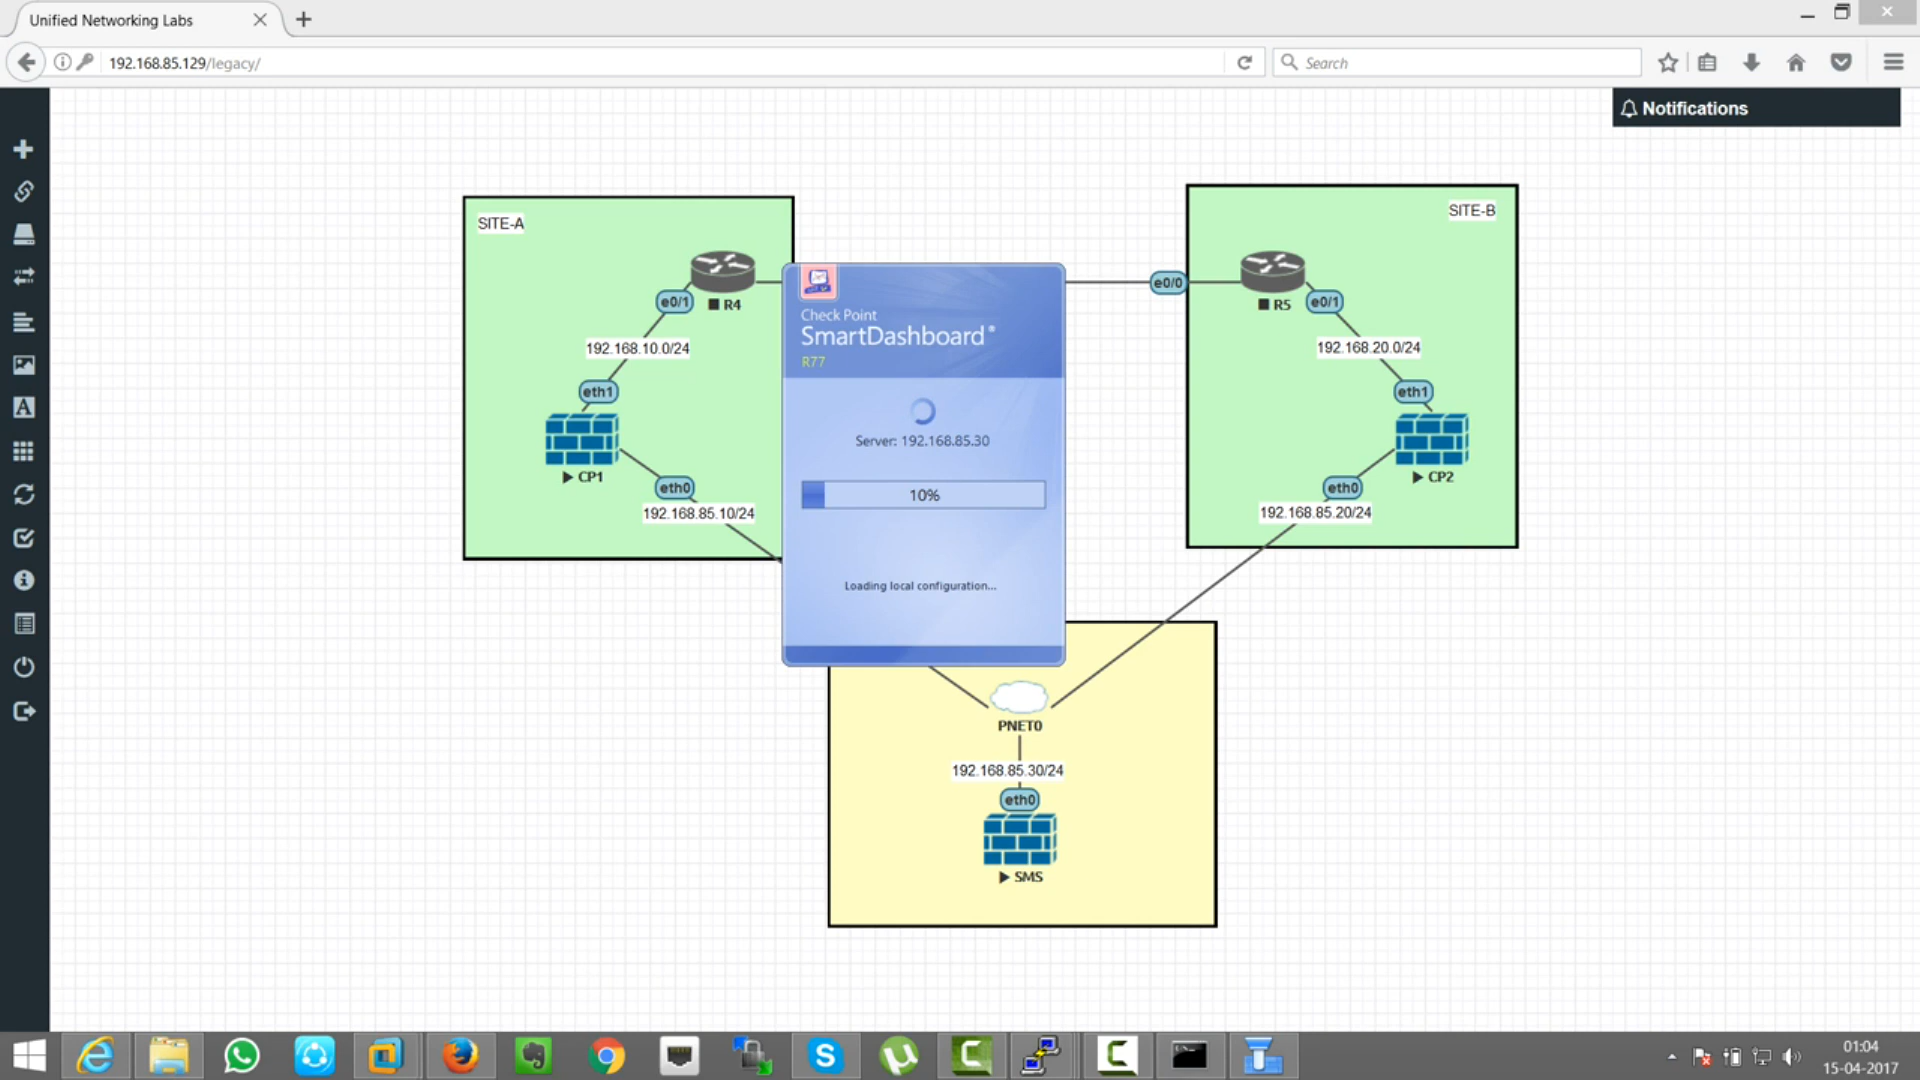 Unified Networking Labs
192.168.85.129/legacy/
Search
Notifications
SITE-A
SITE-B
R4
e0/1
e0/0
R5
e0/1
192.168.10.0/24
192.168.20.0/24
eth1
eth1
CP1
CP2
eth0
eth0
192.168.85.10/24
192.168.85.20/24
Check Point
SmartDashboard®
R77
Server: 192.168.85.30
10%
Loading local configuration...
PNET0
192.168.85.30/24
eth0
SMS
01:04
15-04-2017